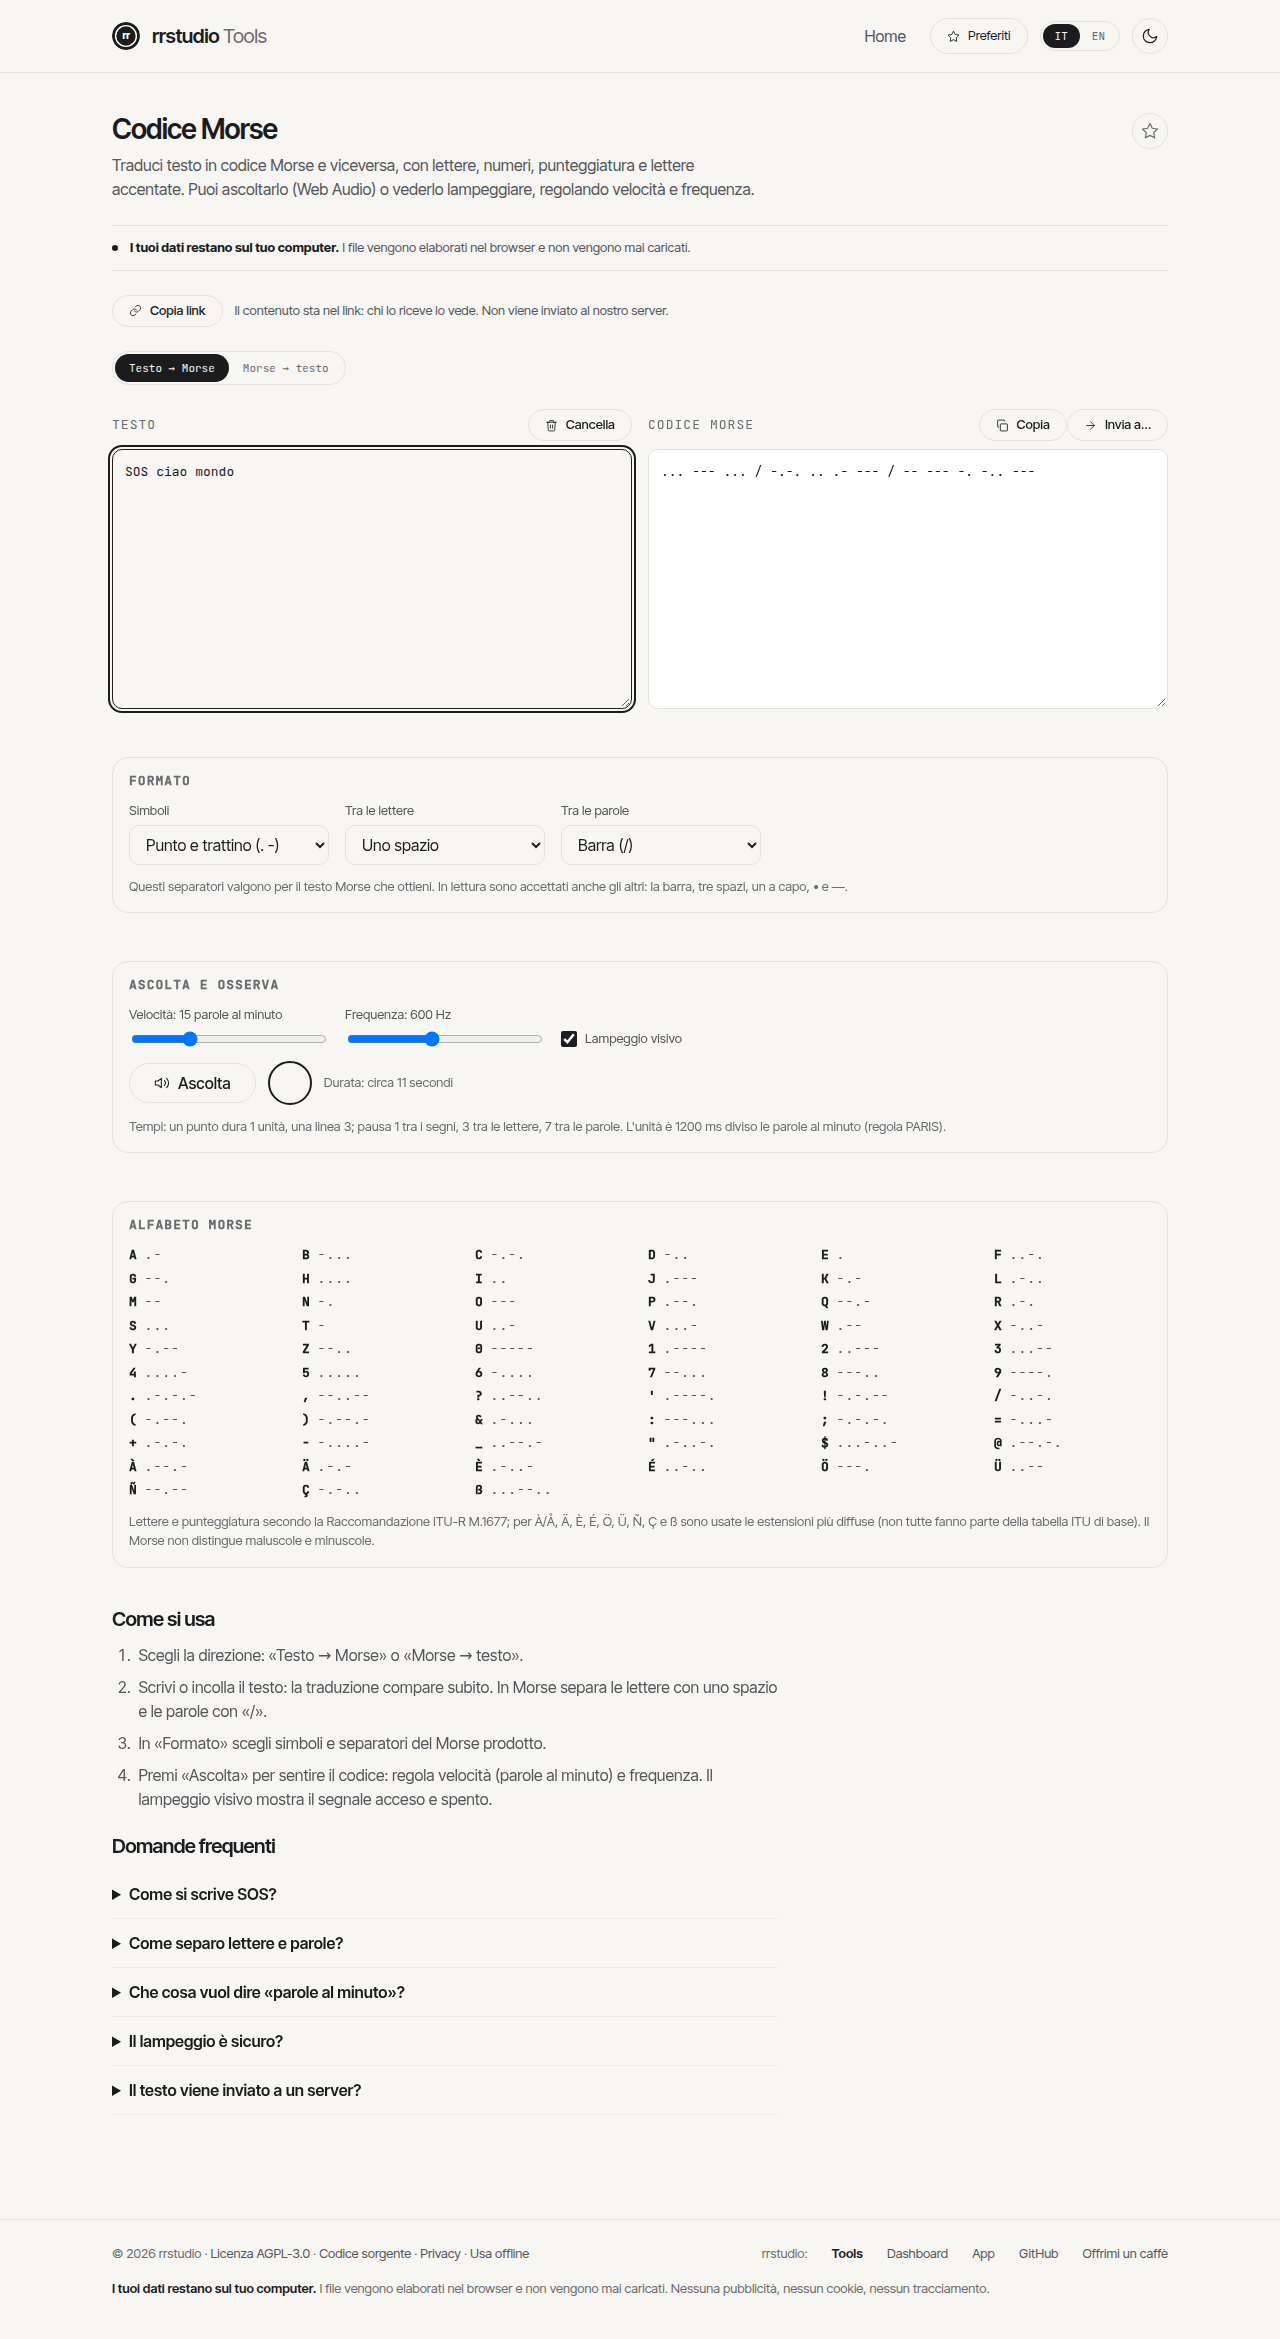 rr rrstudio Tools
Home
Preferiti
IT EN
Codice Morse
Traduci testo in codice Morse e viceversa, con lettere, numeri, punteggiatura e lettere
accentate. Puoi ascoltarlo (Web Audio) o vederlo lampeggiare, regolando velocità e frequenza.
I tuoi dati restano sul tuo computer. I file vengono elaborati nel browser e non vengono mai caricati.
Copia link
Il contenuto sta nel link: chi lo riceve lo vede. Non viene inviato al nostro server.
Testo → Morse
Morse → testo
TESTO
Cancella
SOS ciao mondo
CODICE MORSE
Copia
Invia a…
... --- ... / -.-. .. .- --- / -- --- -. -.. ---
FORMATO
Simboli
Tra le lettere
Tra le parole
Punto e trattino (. -)
Uno spazio
Barra (/)
Questi separatori valgono per il testo Morse che ottieni. In lettura sono accettati anche gli altri: la barra, tre spazi, un a capo, • e —.
ASCOLTA E OSSERVA
Velocità: 15 parole al minuto
Frequenza: 600 Hz
Lampeggio visivo
Ascolta
Durata: circa 11 secondi
Tempi: un punto dura 1 unità, una linea 3; pausa 1 tra i segni, 3 tra le lettere, 7 tra le parole. L'unità è 1200 ms diviso le parole al minuto (regola PARIS).
ALFABETO MORSE
A .- B -... C -.-. D -.. E . F ..-.
G --. H .... I .. J .--- K -.- L .-..
M -- N -. O --- P .--. Q --.- R .-.
S ... T - U ..- V ...- W .-- X -..-
Y -.-- Z --.. 0 ----- 1 .---- 2 ..--- 3 ...--
4 ....- 5 ..... 6 -.... 7 --... 8 ---.. 9 ----.
. .-.-.- , --..-- ? ..--.. ' .----. ! -.-.-- / -..-.
( -.--. ) -.--.- & .-... : ---... ; -.-.-. = -...-
+ .-.-. - -....- _ ..--.- " .-..-. $ ...-..- @ .--.-.
À .--.- Ä .-.- È .-..- É ..-.. Ö ---. Ü ..--
Ñ --.-- Ç -.-.. ß ...--..
Lettere e punteggiatura secondo la Raccomandazione ITU-R M.1677; per À/Å, Ä, È, É, Ö, Ü, Ñ, Ç e ß sono usate le estensioni più diffuse (non tutte fanno parte della tabella ITU di base). Il
Morse non distingue maiuscole e minuscole.
Come si usa
1. Scegli la direzione: «Testo → Morse» o «Morse → testo».
2. Scrivi o incolla il testo: la traduzione compare subito. In Morse separa le lettere con uno spazio
e le parole con «/».
3. In «Formato» scegli simboli e separatori del Morse prodotto.
4. Premi «Ascolta» per sentire il codice: regola velocità (parole al minuto) e frequenza. Il
lampeggio visivo mostra il segnale acceso e spento.
Domande frequenti
Come si scrive SOS?
Come separo lettere e parole?
Che cosa vuol dire «parole al minuto»?
Il lampeggio è sicuro?
Il testo viene inviato a un server?
© 2026 rrstudio · Licenza AGPL-3.0 · Codice sorgente · Privacy · Usa offline
rrstudio: Tools Dashboard App GitHub Offrimi un caffè
I tuoi dati restano sul tuo computer. I file vengono elaborati nel browser e non vengono mai caricati. Nessuna pubblicità, nessun cookie, nessun tracciamento.